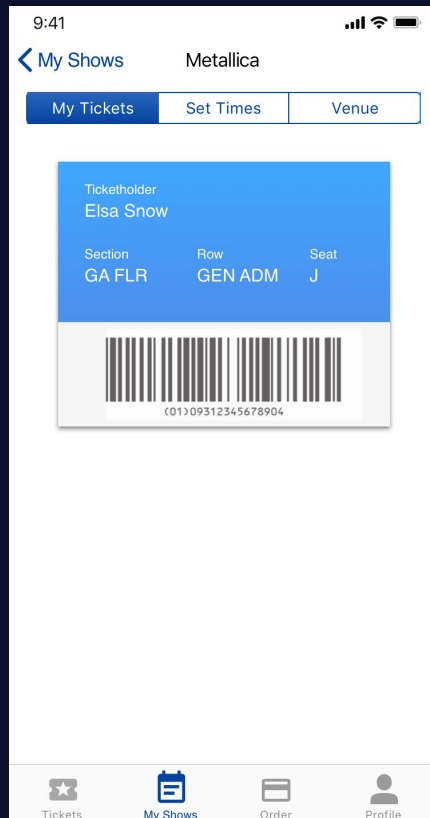 9:41
My Shows Metallica
My Tickets Set Times Venue
Ticketholder
Elsa Snow
Section Row Seat
GA FLR GEN ADM J
(01)09312345678904
Tickets My Shows Order Profile